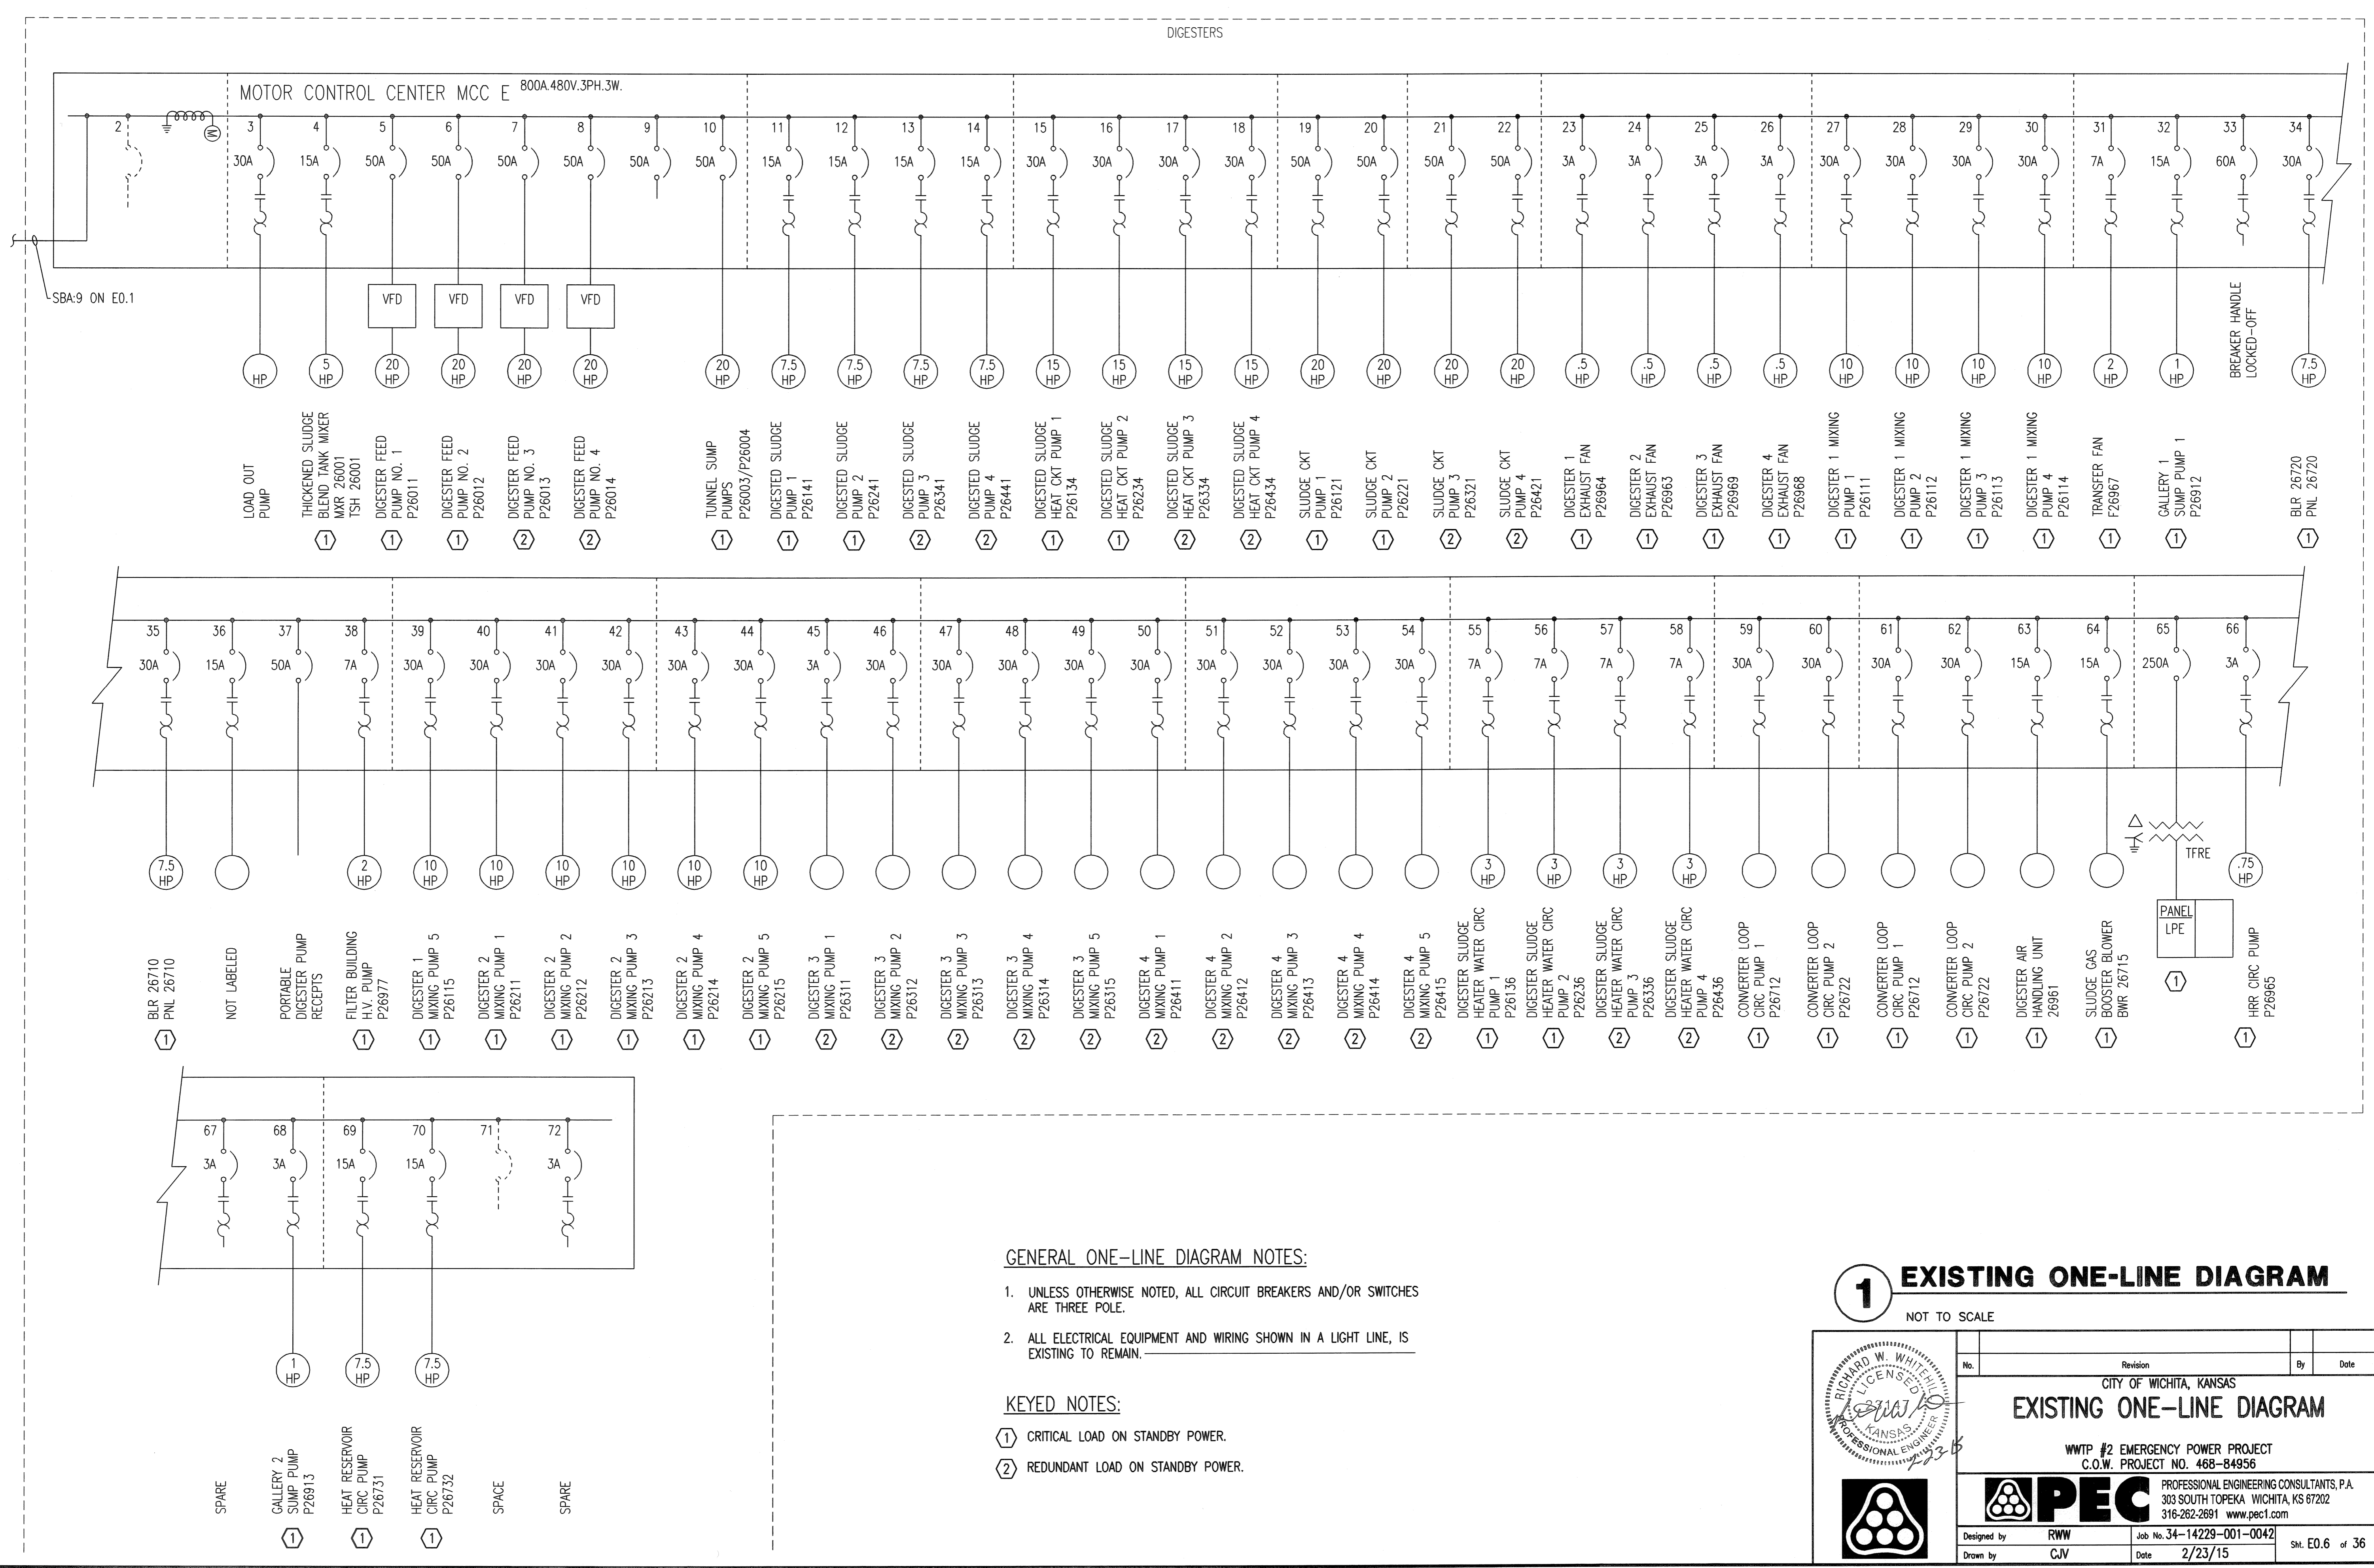 DIGESTERS
MOTOR CONTROL CENTER MCC E 800A.480V.3PH.3W.
2
M
3
4
5
6
7
8
9
10
11
12
13
14
15
16
17
18
19
20
21
22
23
24
25
26
27
28
29
30
31
32
33
34
30A
15A
50A
50A
50A
50A
50A
50A
15A
15A
15A
15A
30A
30A
30A
30A
50A
50A
50A
50A
3A
3A
3A
3A
30A
30A
30A
30A
7A
15A
60A
30A
SBA:9 ON E0.1
VFD
VFD
VFD
VFD
BREAKER HANDLE
LOCKED-OFF
HP
5 HP
20 HP
20 HP
20 HP
20 HP
20 HP
7.5 HP
7.5 HP
7.5 HP
7.5 HP
15 HP
15 HP
15 HP
15 HP
20 HP
20 HP
20 HP
20 HP
.5 HP
.5 HP
.5 HP
.5 HP
10 HP
10 HP
10 HP
10 HP
2 HP
1 HP
7.5 HP
LOAD OUT
PUMP
THICKENED SLUDGE
BLEND TANK MIXER
MXR 26001
TSH 26001
1
DIGESTER FEED
PUMP NO. 1
P26011
1
DIGESTER FEED
PUMP NO. 2
P26012
1
DIGESTER FEED
PUMP NO. 3
P26013
2
DIGESTER FEED
PUMP NO. 4
P26014
2
TUNNEL SUMP
PUMPS
P26003/P26004
1
DIGESTED SLUDGE
PUMP 1
P26141
1
DIGESTED SLUDGE
PUMP 2
P26241
1
DIGESTED SLUDGE
PUMP 3
P26341
2
DIGESTED SLUDGE
PUMP 4
P26441
2
DIGESTED SLUDGE
HEAT CKT PUMP 1
P26134
1
DIGESTED SLUDGE
HEAT CKT PUMP 2
P26234
1
DIGESTED SLUDGE
HEAT CKT PUMP 3
P26334
2
DIGESTED SLUDGE
HEAT CKT PUMP 4
P26434
2
SLUDGE CKT
PUMP 1
P26121
1
SLUDGE CKT
PUMP 2
P26221
1
SLUDGE CKT
PUMP 3
P26321
2
SLUDGE CKT
PUMP 4
P26421
2
DIGESTER 1
EXHAUST FAN
P26964
1
DIGESTER 2
EXHAUST FAN
P26963
1
DIGESTER 3
EXHAUST FAN
P26969
1
DIGESTER 4
EXHAUST FAN
P26968
1
DIGESTER 1 MIXING
PUMP 1
P26111
1
DIGESTER 1 MIXING
PUMP 2
P26112
1
DIGESTER 1 MIXING
PUMP 3
P26113
1
DIGESTER 1 MIXING
PUMP 4
P26114
1
TRANSFER FAN
F26967
1
GALLERY 1
SUMP PUMP 1
P26912
1
BLR 26720
PNL 26720
1
35
36
37
38
39
40
41
42
43
44
45
46
47
48
49
50
51
52
53
54
55
56
57
58
59
60
61
62
63
64
65
66
30A
15A
50A
7A
30A
30A
30A
30A
30A
30A
3A
30A
30A
30A
30A
30A
30A
30A
30A
30A
7A
7A
7A
7A
30A
30A
30A
30A
15A
15A
250A
3A
TFRE
7.5 HP
2 HP
10 HP
10 HP
10 HP
10 HP
10 HP
10 HP
3 HP
3 HP
3 HP
3 HP
.75 HP
PANEL
LPE
1
BLR 26710
PNL 26710
1
NOT LABELED
PORTABLE
DIGESTER PUMP
RECEPTS
FILTER BUILDING
H.V. PUMP
P26977
1
DIGESTER 1
MIXING PUMP 5
P26115
1
DIGESTER 2
MIXING PUMP 1
P26211
1
DIGESTER 2
MIXING PUMP 2
P26212
1
DIGESTER 2
MIXING PUMP 3
P26213
1
DIGESTER 2
MIXING PUMP 4
P26214
1
DIGESTER 2
MIXING PUMP 5
P26215
1
DIGESTER 3
MIXING PUMP 1
P26311
2
DIGESTER 3
MIXING PUMP 2
P26312
2
DIGESTER 3
MIXING PUMP 3
P26313
2
DIGESTER 3
MIXING PUMP 4
P26314
2
DIGESTER 3
MIXING PUMP 5
P26315
2
DIGESTER 4
MIXING PUMP 1
P26411
2
DIGESTER 4
MIXING PUMP 2
P26412
2
DIGESTER 4
MIXING PUMP 3
P26413
2
DIGESTER 4
MIXING PUMP 4
P26414
2
DIGESTER 4
MIXING PUMP 5
P26415
2
DIGESTER SLUDGE
HEATER WATER CIRC
PUMP 1
P26136
1
DIGESTER SLUDGE
HEATER WATER CIRC
PUMP 2
P26236
1
DIGESTER SLUDGE
HEATER WATER CIRC
PUMP 3
P26336
2
DIGESTER SLUDGE
HEATER WATER CIRC
PUMP 4
P26436
2
CONVERTER LOOP
CIRC PUMP 1
P26712
1
CONVERTER LOOP
CIRC PUMP 2
P26722
1
CONVERTER LOOP
CIRC PUMP 1
P26712
1
CONVERTER LOOP
CIRC PUMP 2
P26722
1
DIGESTER AIR
HANDLING UNIT
26961
1
SLUDGE GAS
BOOSTER BLOWER
BWR 26715
1
HRR CIRC PUMP
P26965
1
67
68
69
70
71
72
3A
3A
15A
15A
3A
1 HP
7.5 HP
7.5 HP
SPARE
GALLERY 2
SUMP PUMP
P26913
1
HEAT RESERVOIR
CIRC PUMP
P26731
1
HEAT RESERVOIR
CIRC PUMP
P26732
1
SPACE
SPARE
GENERAL ONE-LINE DIAGRAM NOTES:
1. UNLESS OTHERWISE NOTED, ALL CIRCUIT BREAKERS AND/OR SWITCHES
ARE THREE POLE.
2. ALL ELECTRICAL EQUIPMENT AND WIRING SHOWN IN A LIGHT LINE, IS
EXISTING TO REMAIN.
KEYED NOTES:
1 CRITICAL LOAD ON STANDBY POWER.
2 REDUNDANT LOAD ON STANDBY POWER.
1 EXISTING ONE-LINE DIAGRAM
NOT TO SCALE
RICHARD W. WHITEHILL
LICENSED
KANSAS
PROFESSIONAL ENGINEER
2-23-15
No. Revision By Date
CITY OF WICHITA, KANSAS
EXISTING ONE-LINE DIAGRAM
WWTP #2 EMERGENCY POWER PROJECT
C.O.W. PROJECT NO. 468-84956
PEC
PROFESSIONAL ENGINEERING CONSULTANTS, P.A.
303 SOUTH TOPEKA WICHITA, KS 67202
316-262-2691 www.pec1.com
Designed by RWW Job No. 34-14229-001-0042 Sht. E0.6 of 36
Drawn by CJV Date 2/23/15